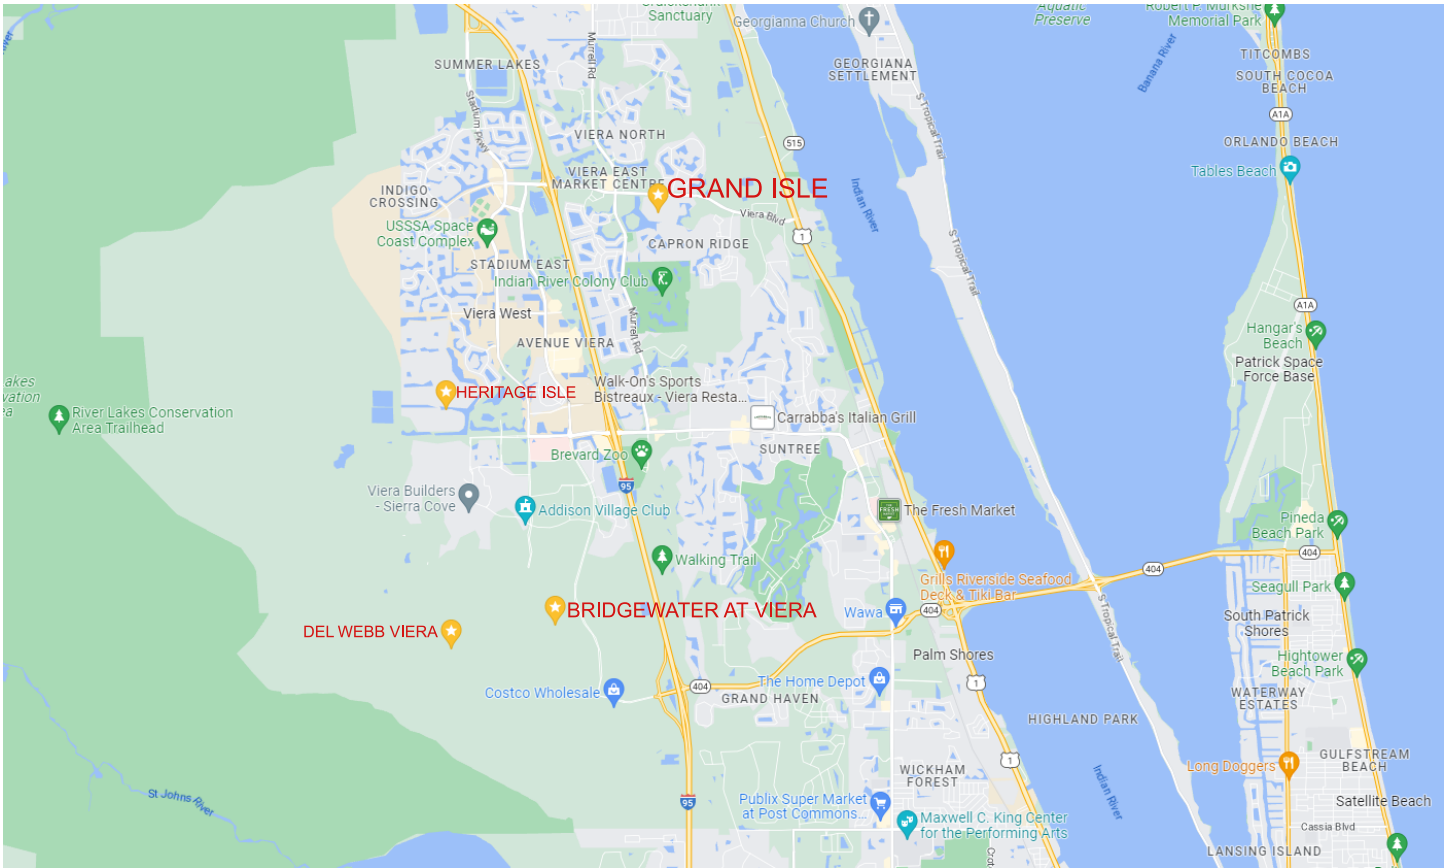 Sanctuary
Georgianna Church
Aquatic
Preserve
Robert P. Murkshe
Memorial Park
SUMMER LAKES
Murrell Rd
GEORGIANA
SETTLEMENT
Banana River
TITCOMBS
SOUTH COCOA
BEACH
A1A
Stadium Pkwy
VIERA NORTH
515
S Tropical Trail
ORLANDO BEACH
Tables Beach
VIERA EAST
MARKET CENTRE
GRAND ISLE
INDIGO
CROSSING
Indian River
Viera Blvd
USSSA Space
Coast Complex
1
CAPRON RIDGE
S Tropical Trail
STADIUM EAST
Indian River Colony Club
A1A
Viera West
Murrell Rd
Hangar's
Beach
AVENUE VIERA
Patrick Space
Force Base
akes
vation
a
HERITAGE ISLE
Walk-On's Sports
Bistreaux - Viera Resta...
River Lakes Conservation
Area Trailhead
Carrabba's Italian Grill
SUNTREE
Brevard Zoo
95
Viera Builders
- Sierra Cove
Addison Village Club
The Fresh Market
FRESH
Pineda
Beach Park
404
Walking Trail
404
Grills Riverside Seafood
Deck & Tiki Bar
Seagull Park
BRIDGEWATER AT VIERA
Wawa
404
S Tropical Trail
South Patrick
Shores
DEL WEBB VIERA
Palm Shores
Hightower
Beach Park
Costco Wholesale
404
The Home Depot
GRAND HAVEN
1
WATERWAY
ESTATES
HIGHLAND PARK
1
GULFSTREAM
BEACH
WICKHAM
FOREST
Indian River
Long Doggers
St Johns River
95
Publix Super Market
at Post Commons...
Satellite Beach
Maxwell C. King Center
for the Performing Arts
Cassia Blvd
LANSING ISLAND